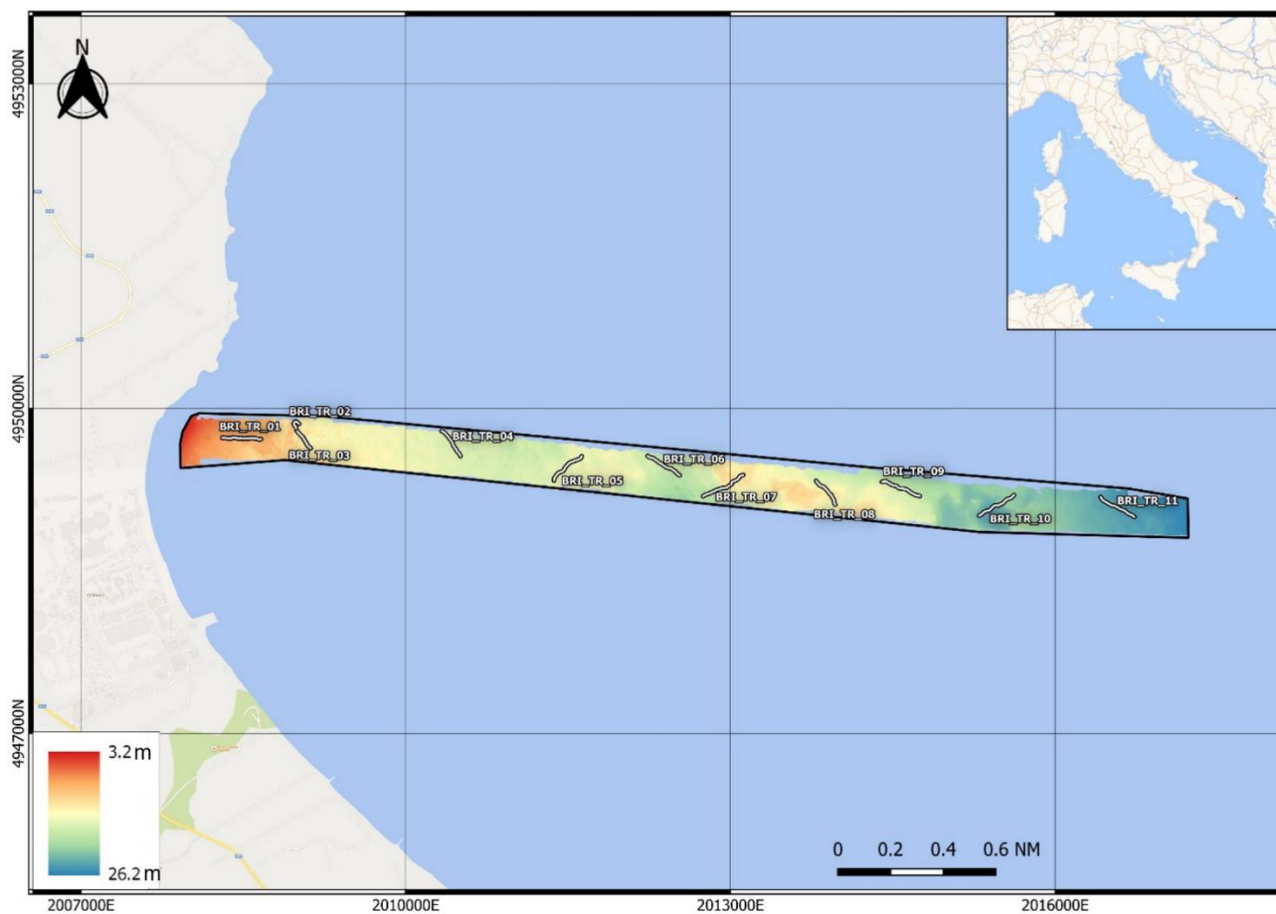 N
4953000N
4950000N
4947000N
BRI_TR_01
BRI_TR_02
BRI_TR_03
BRI_TR_04
BRI_TR_05
BRI_TR_06
BRI_TR_07
BRI_TR_08
BRI_TR_09
BRI_TR_10
BRI_TR_11
3.2 m
26.2 m
0 0.2 0.4 0.6 NM
2007000E 2010000E 2013000E 2016000E